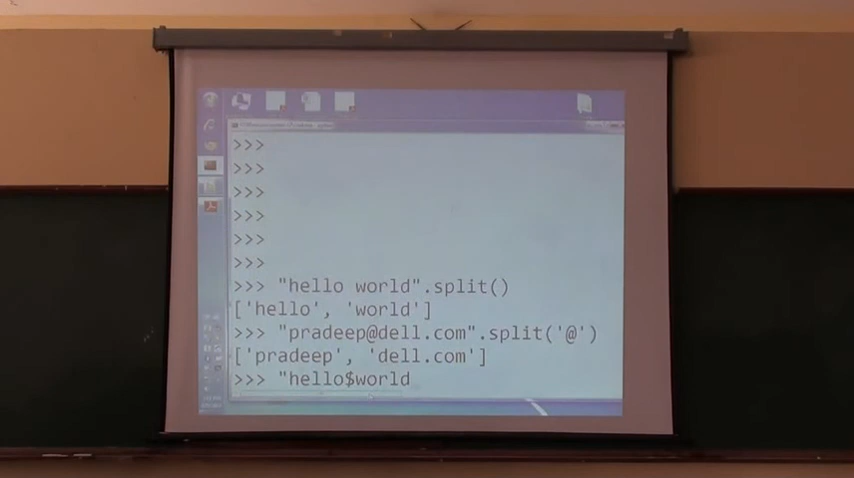 >>>
>>>
>>>
>>>
>>>
>>>
>>> "hello world".split()
['hello', 'world']
>>> "pradeep@dell.com".split('@')
['pradeep', 'dell.com']
>>> "hello$world